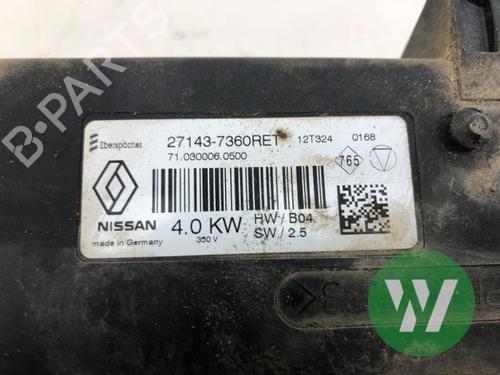 B-PARTS
Eberspächer
27143-7360RET 12T324 0168
71.030006.0500
765
NISSAN 4.0 KW HW / B04
350 V SW / 2.5
made in Germany
W